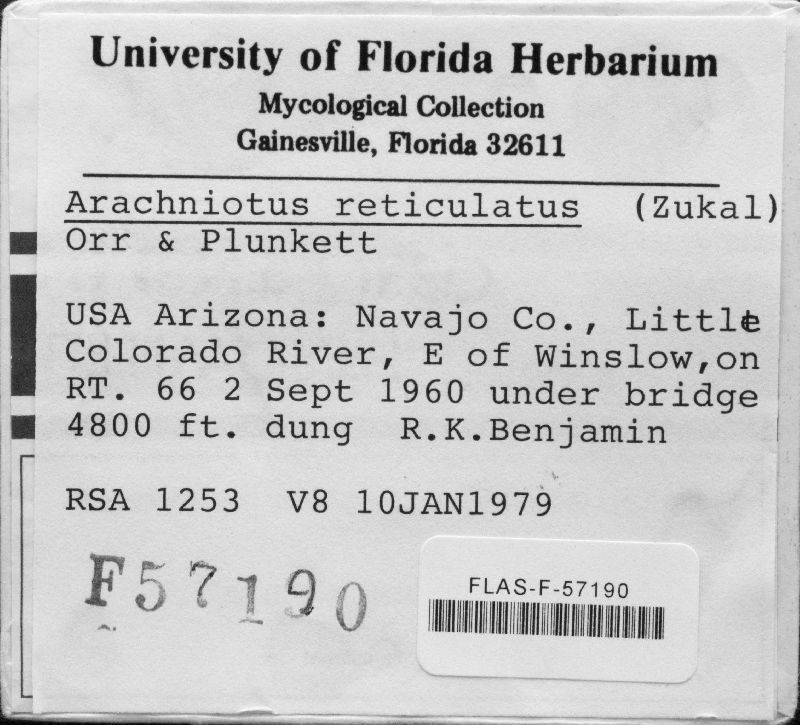 University of Florida Herbarium
Mycological Collection
Gainesville, Florida 32611
Arachniotus reticulatus (Zukal)
Orr & Plunkett
USA Arizona: Navajo Co., Little
Colorado River, E of Winslow,on
RT. 66 2 Sept 1960 under bridge
4800 ft. dung R.K.Benjamin
RSA 1253 V8 10JAN1979
F57190
FLAS-F-57190